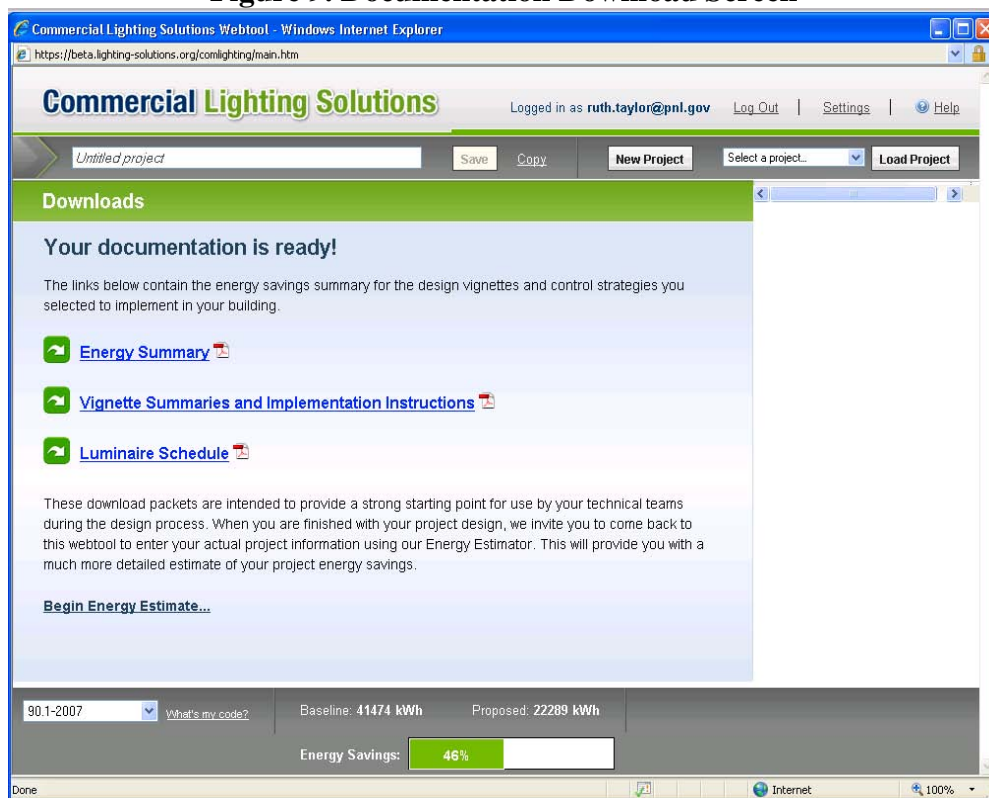 Figure 9. Documentation Download Screen
Commercial Lighting Solutions Webtool - Windows Internet Explorer
https://beta.lighting-solutions.org/comlighting/main.htm
Commercial Lighting Solutions
Logged in as ruth.taylor@pnl.gov Log Out | Settings | Help
Untitled project Save Copy New Project Select a project... Load Project
Downloads
Your documentation is ready!
The links below contain the energy savings summary for the design vignettes and control strategies you
selected to implement in your building.
Energy Summary
Vignette Summaries and Implementation Instructions
Luminaire Schedule
These download packets are intended to provide a strong starting point for use by your technical teams
during the design process. When you are finished with your project design, we invite you to come back to
this webtool to enter your actual project information using our Energy Estimator. This will provide you with a
much more detailed estimate of your project energy savings.
Begin Energy Estimate...
90.1-2007 What's my code? Baseline: 41474 kWh Proposed: 22289 kWh
Energy Savings: 46%
Done Internet 100%